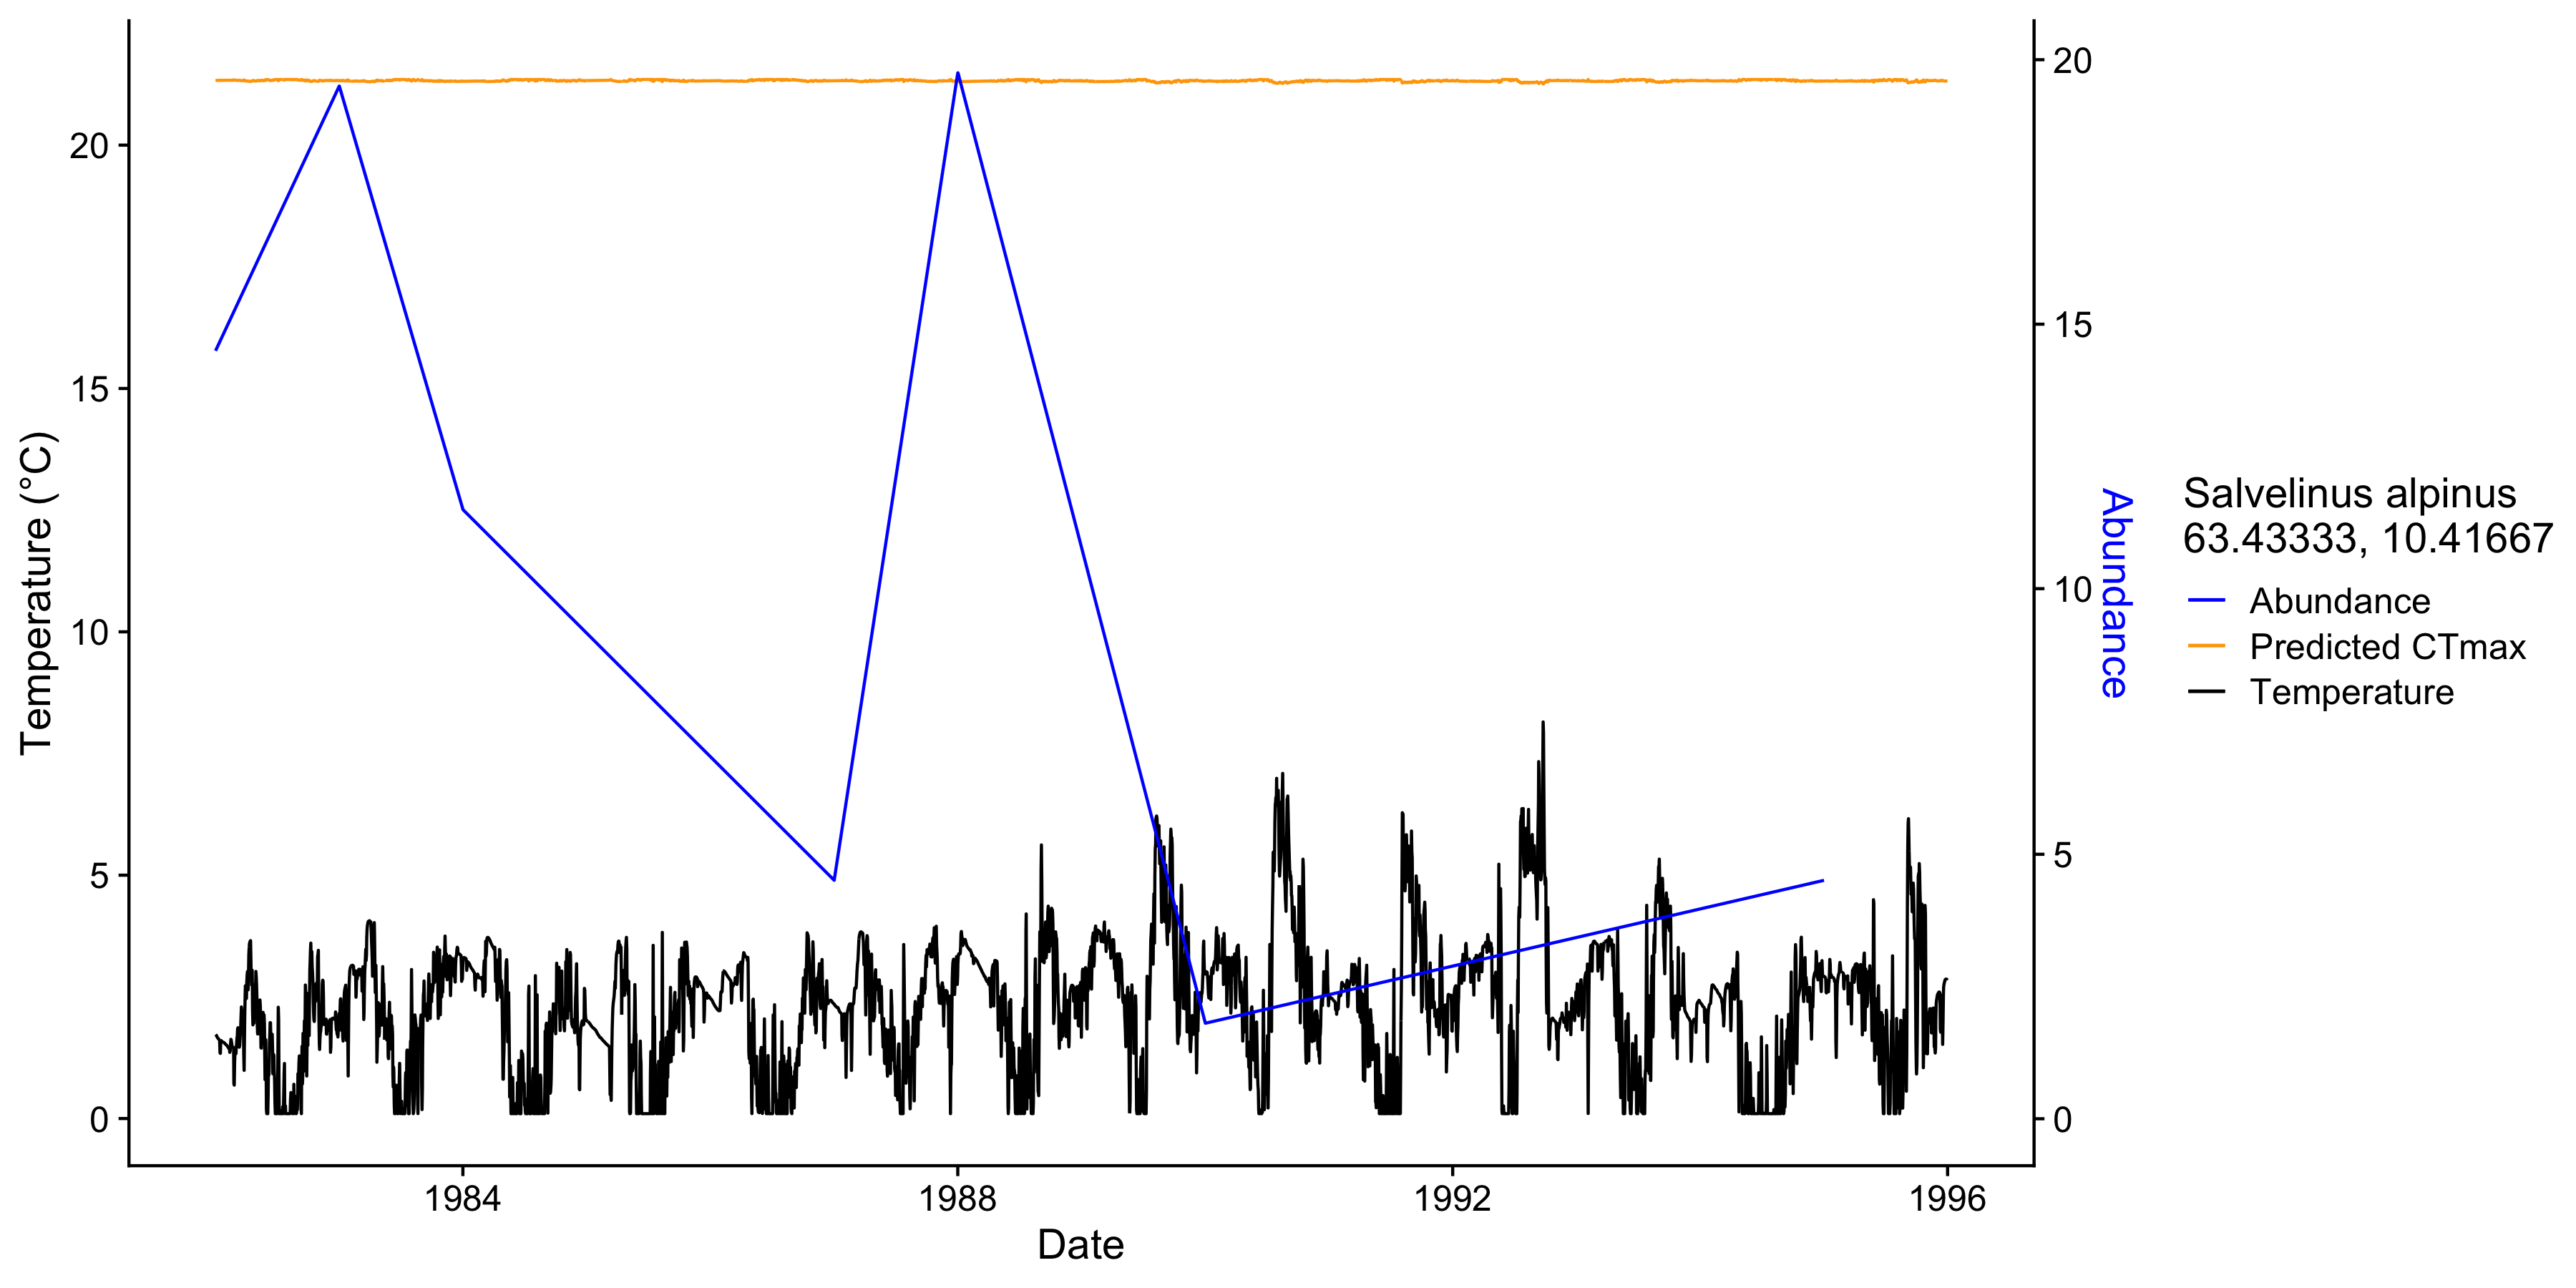 20
15
10
5
0
Temperature (°C)
1984
1988
1992
1996
Date
20
15
10
5
0
Abundance
Salvelinus alpinus
63.43333, 10.41667
Abundance
Predicted CTmax
Temperature